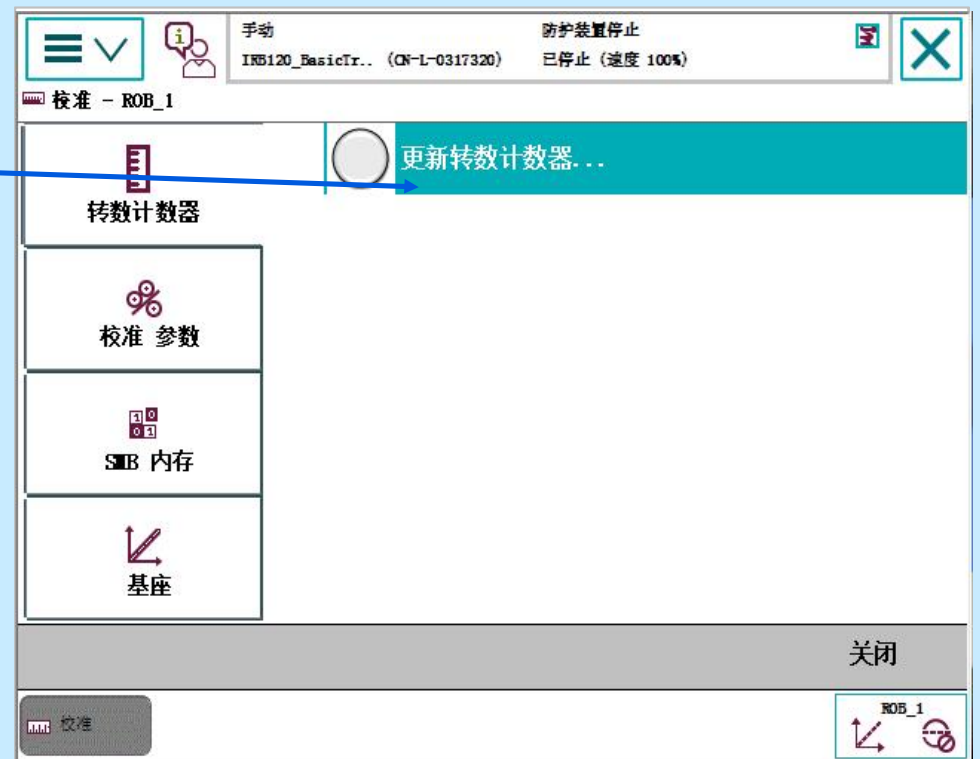 手动
IRB120_BasicTr.. (CN-L-0317320)
防护装置停止
已停止 (速度 100%)
校准 - ROB_1
转数计数器
更新转数计数器...
校准 参数
SMB 内存
基座
关闭
校准
ROB_1